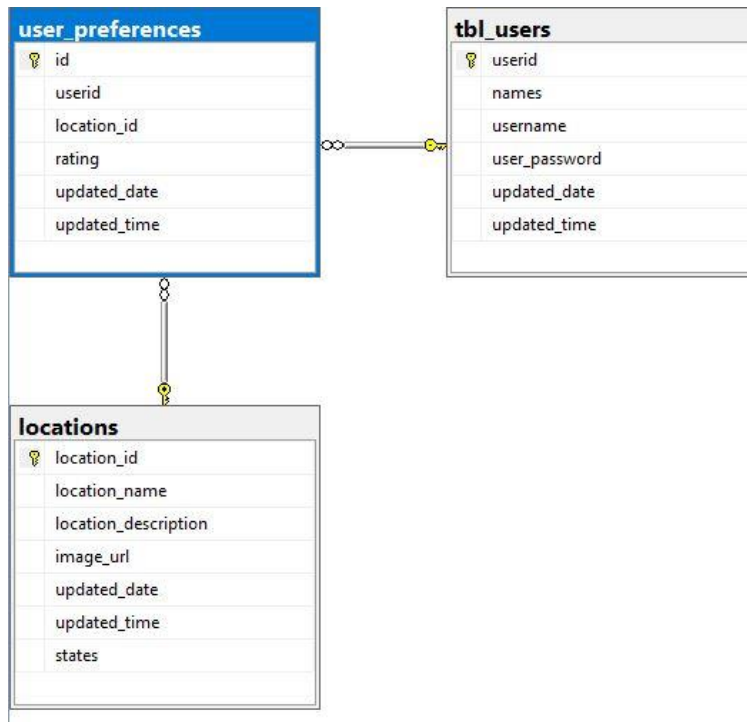 user_preferences
id
userid
location_id
rating
updated_date
updated_time
tbl_users
userid
names
username
user_password
updated_date
updated_time
locations
location_id
location_name
location_description
image_url
updated_date
updated_time
states